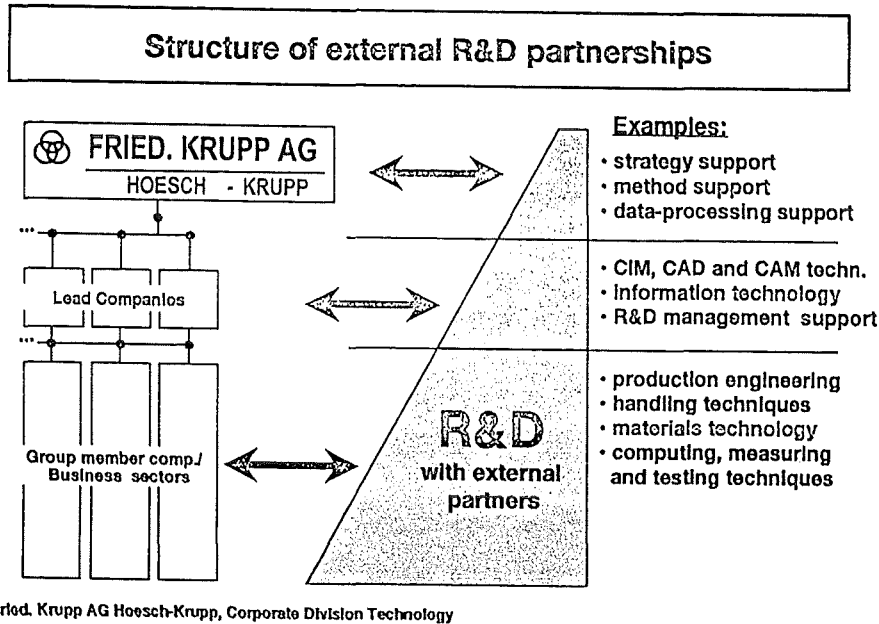 Structure of external R&D partnerships
FRIED. KRUPP AG
HOESCH - KRUPP
Examples:
• strategy support
• method support
• data-processing support
...
Lead Companies
• CIM, CAD and CAM techn.
• information technology
• R&D management support
...
Group member comp./
Business sectors
R&D
with external
partners
• production engineering
• handling techniques
• materials technology
• computing, measuring
and testing techniques
ried. Krupp AG Hoesch-Krupp, Corporate Division Technology